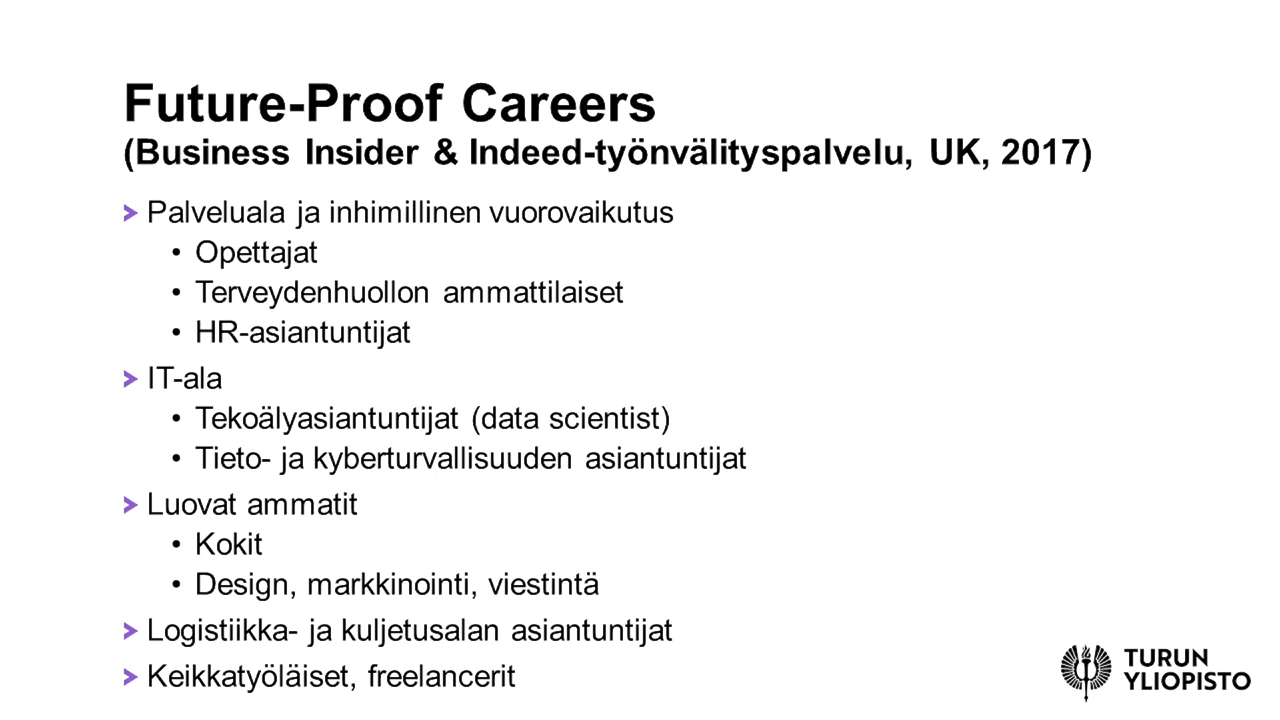 Future-Proof Careers
(Business Insider & Indeed-työnvälityspalvelu, UK, 2017)
> Palveluala ja inhimillinen vuorovaikutus
• Opettajat
• Terveydenhuollon ammattilaiset
• HR-asiantuntijat
> IT-ala
• Tekoälyasiantuntijat (data scientist)
• Tieto- ja kyberturvallisuuden asiantuntijat
> Luovat ammatit
• Kokit
• Design, markkinointi, viestintä
> Logistiikka- ja kuljetusalan asiantuntijat
> Keikkatyöläiset, freelancerit
TURUN
YLIOPISTO